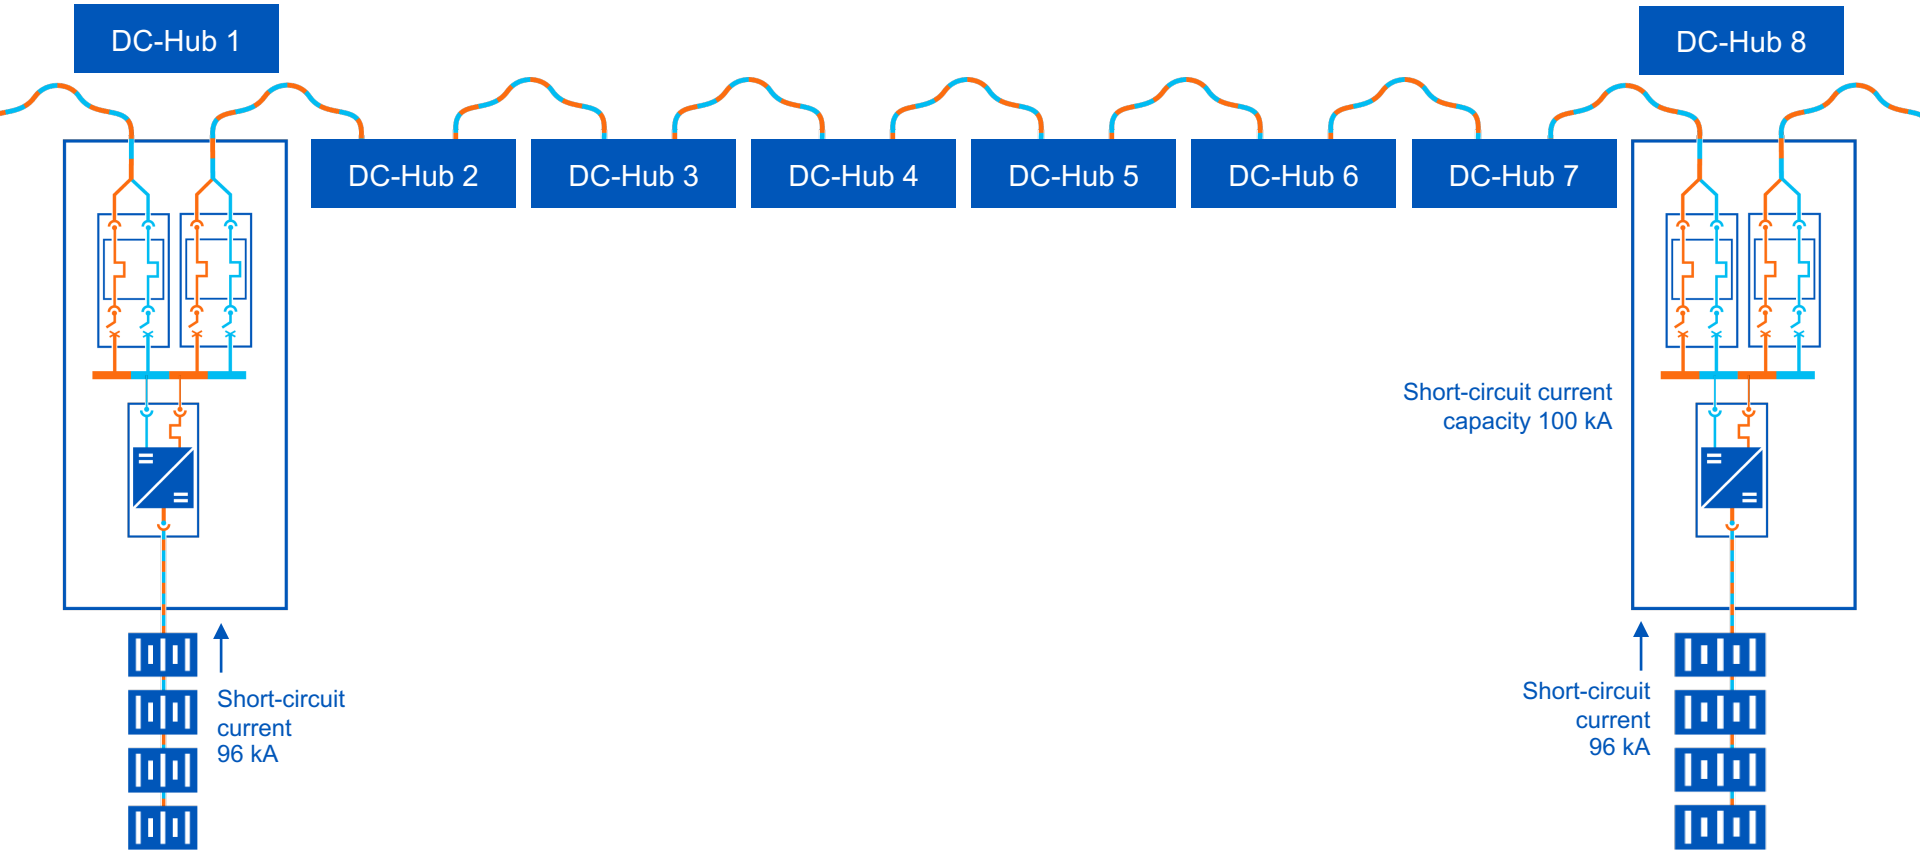 DC-Hub 1
DC-Hub 8
DC-Hub 2
DC-Hub 3
DC-Hub 4
DC-Hub 5
DC-Hub 6
DC-Hub 7
Short-circuit current
capacity 100 kA
Short-circuit
current
96 kA
Short-circuit
current
96 kA